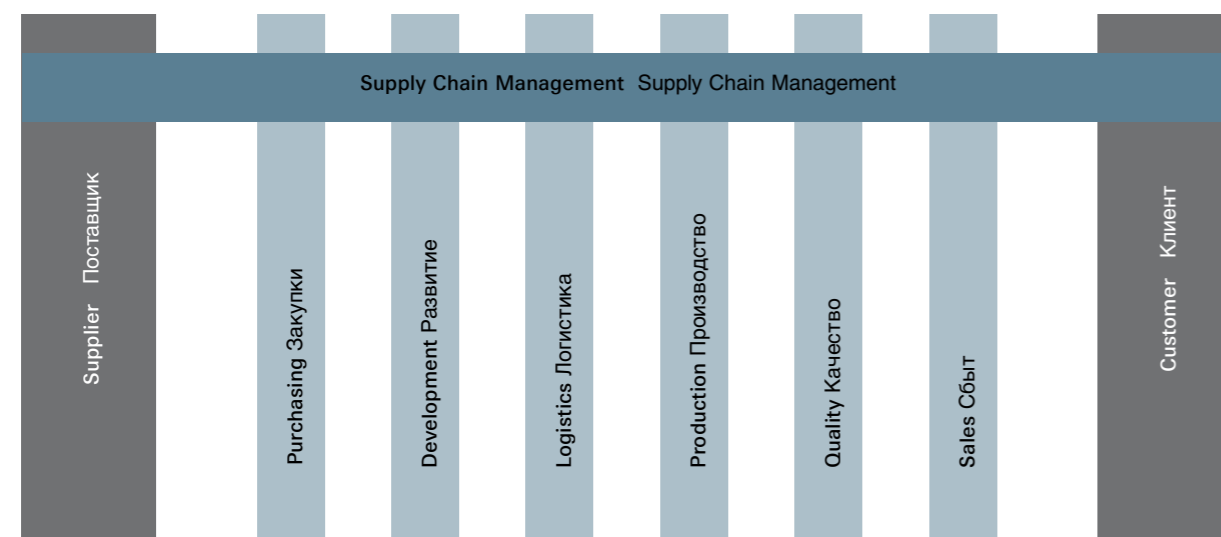 Supply Chain Management Supply Chain Management
Supplier Поставщик
Purchasing Закупки
Development Развитие
Logistics Логистика
Production Производство
Quality Качество
Sales Сбыт
Customer Клиент